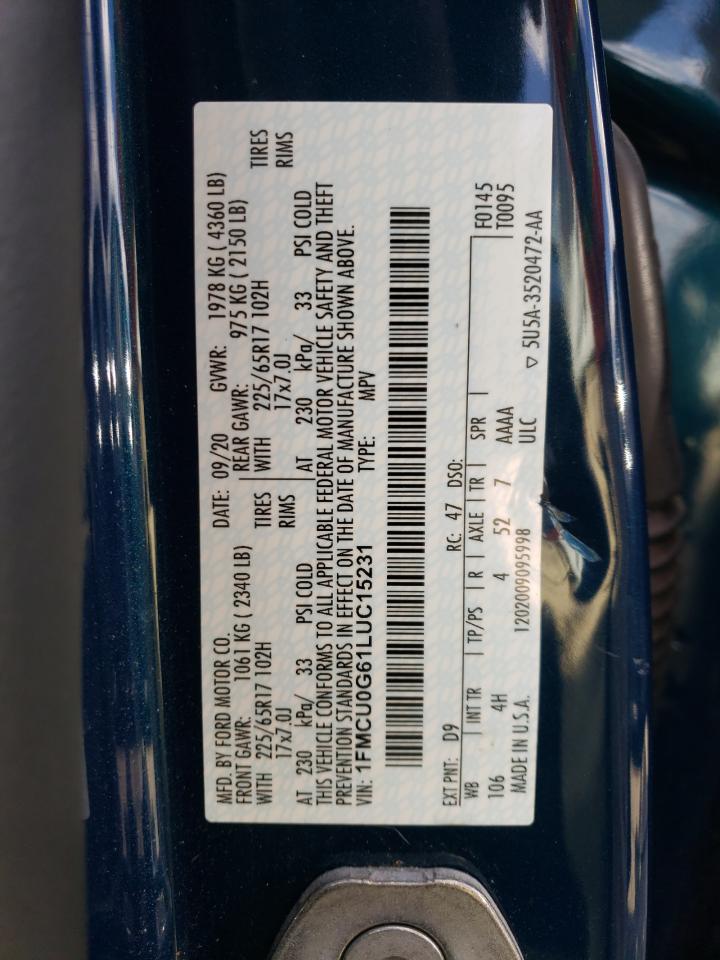 MFD. BY FORD MOTOR CO. DATE: 09/20 GVWR: 1978 KG ( 4360 LB)
FRONT GAWR: 1061 KG ( 2340 LB) REAR GAWR: 975 KG ( 2150 LB)
WITH 225/65R17 102H TIRES WITH 225/65R17 102H TIRES
17x7.0J RIMS 17x7.0J RIMS
AT 230 kPa/ 33 PSI COLD AT 230 kPa/ 33 PSI COLD
THIS VEHICLE CONFORMS TO ALL APPLICABLE FEDERAL MOTOR VEHICLE SAFETY AND THEFT
PREVENTION STANDARDS IN EFFECT ON THE DATE OF MANUFACTURE SHOWN ABOVE.
VIN: 1FMCU0G61LUC15231 TYPE: MPV
EXT PNT: D9 RC: 47 DSO: F0145
WB INT TR TP/PS R AXLE TR SPR T0095
106 4H 4 52 7 AAAA
MADE IN U.S.A. 1202009095998 ULC ▽ 5U5A-3520472-AA